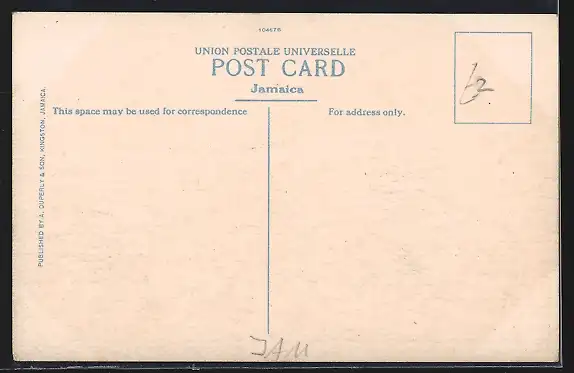 104676
UNION POSTALE UNIVERSELLE
POST CARD
Jamaica
This space may be used for correspondence
For address only.
PUBLISHED BY A. DUPERLY & SON, KINGSTON, JAMAICA.
JAM